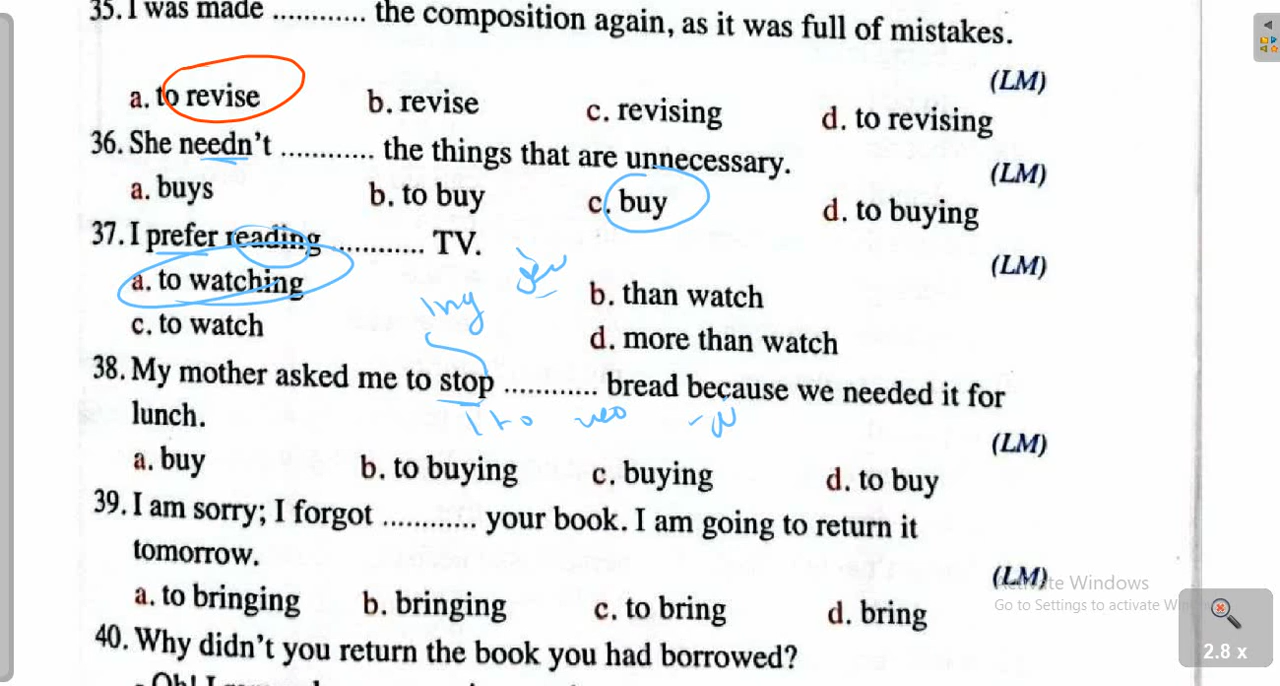 35. I was made ............ the composition again, as it was full of mistakes.
(LM)
a. to revise b. revise c. revising d. to revising
36. She needn't ............ the things that are unnecessary.
(LM)
a. buys b. to buy c. buy d. to buying
37. I prefer reading ............ TV.
(LM)
a. to watching b. than watch
c. to watch d. more than watch
ing
38. My mother asked me to stop ............ bread because we needed it for
lunch.
to
(LM)
a. buy b. to buying c. buying d. to buy
39. I am sorry; I forgot ............ your book. I am going to return it
tomorrow.
(LM)
a. to bringing b. bringing c. to bring d. bring
Activate Windows
Go to Settings to activate Wi
40. Why didn't you return the book you had borrowed?
2.8 x